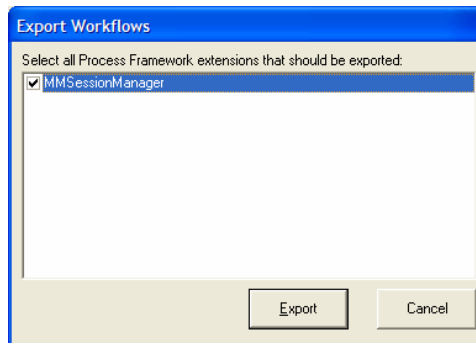 Export Workflows
Select all Process Framework extensions that should be exported:
MMSessionManager
Export
Cancel